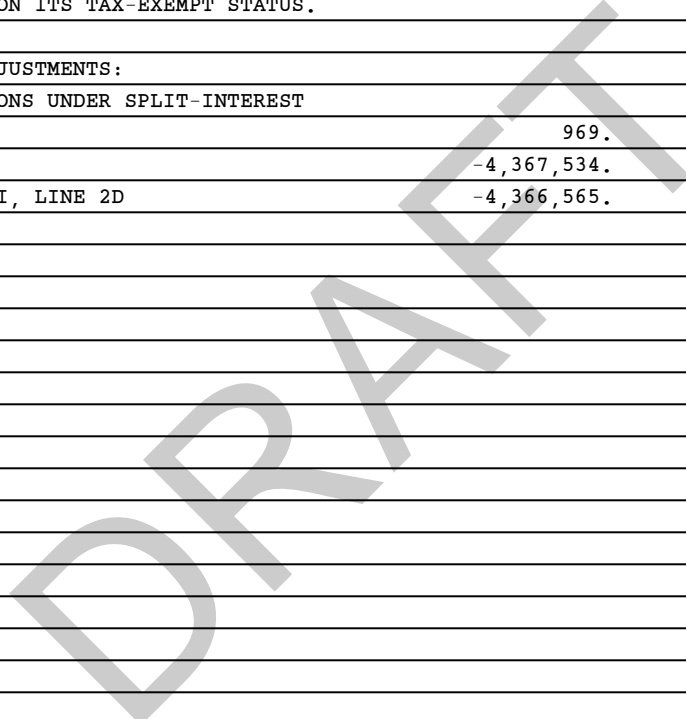 ON ITS TAX-EXEMPT STATUS.
JUSTMENTS:
ONS UNDER SPLIT-INTEREST
969.
-4,367,534.
I, LINE 2D -4,366,565.
DRAFT